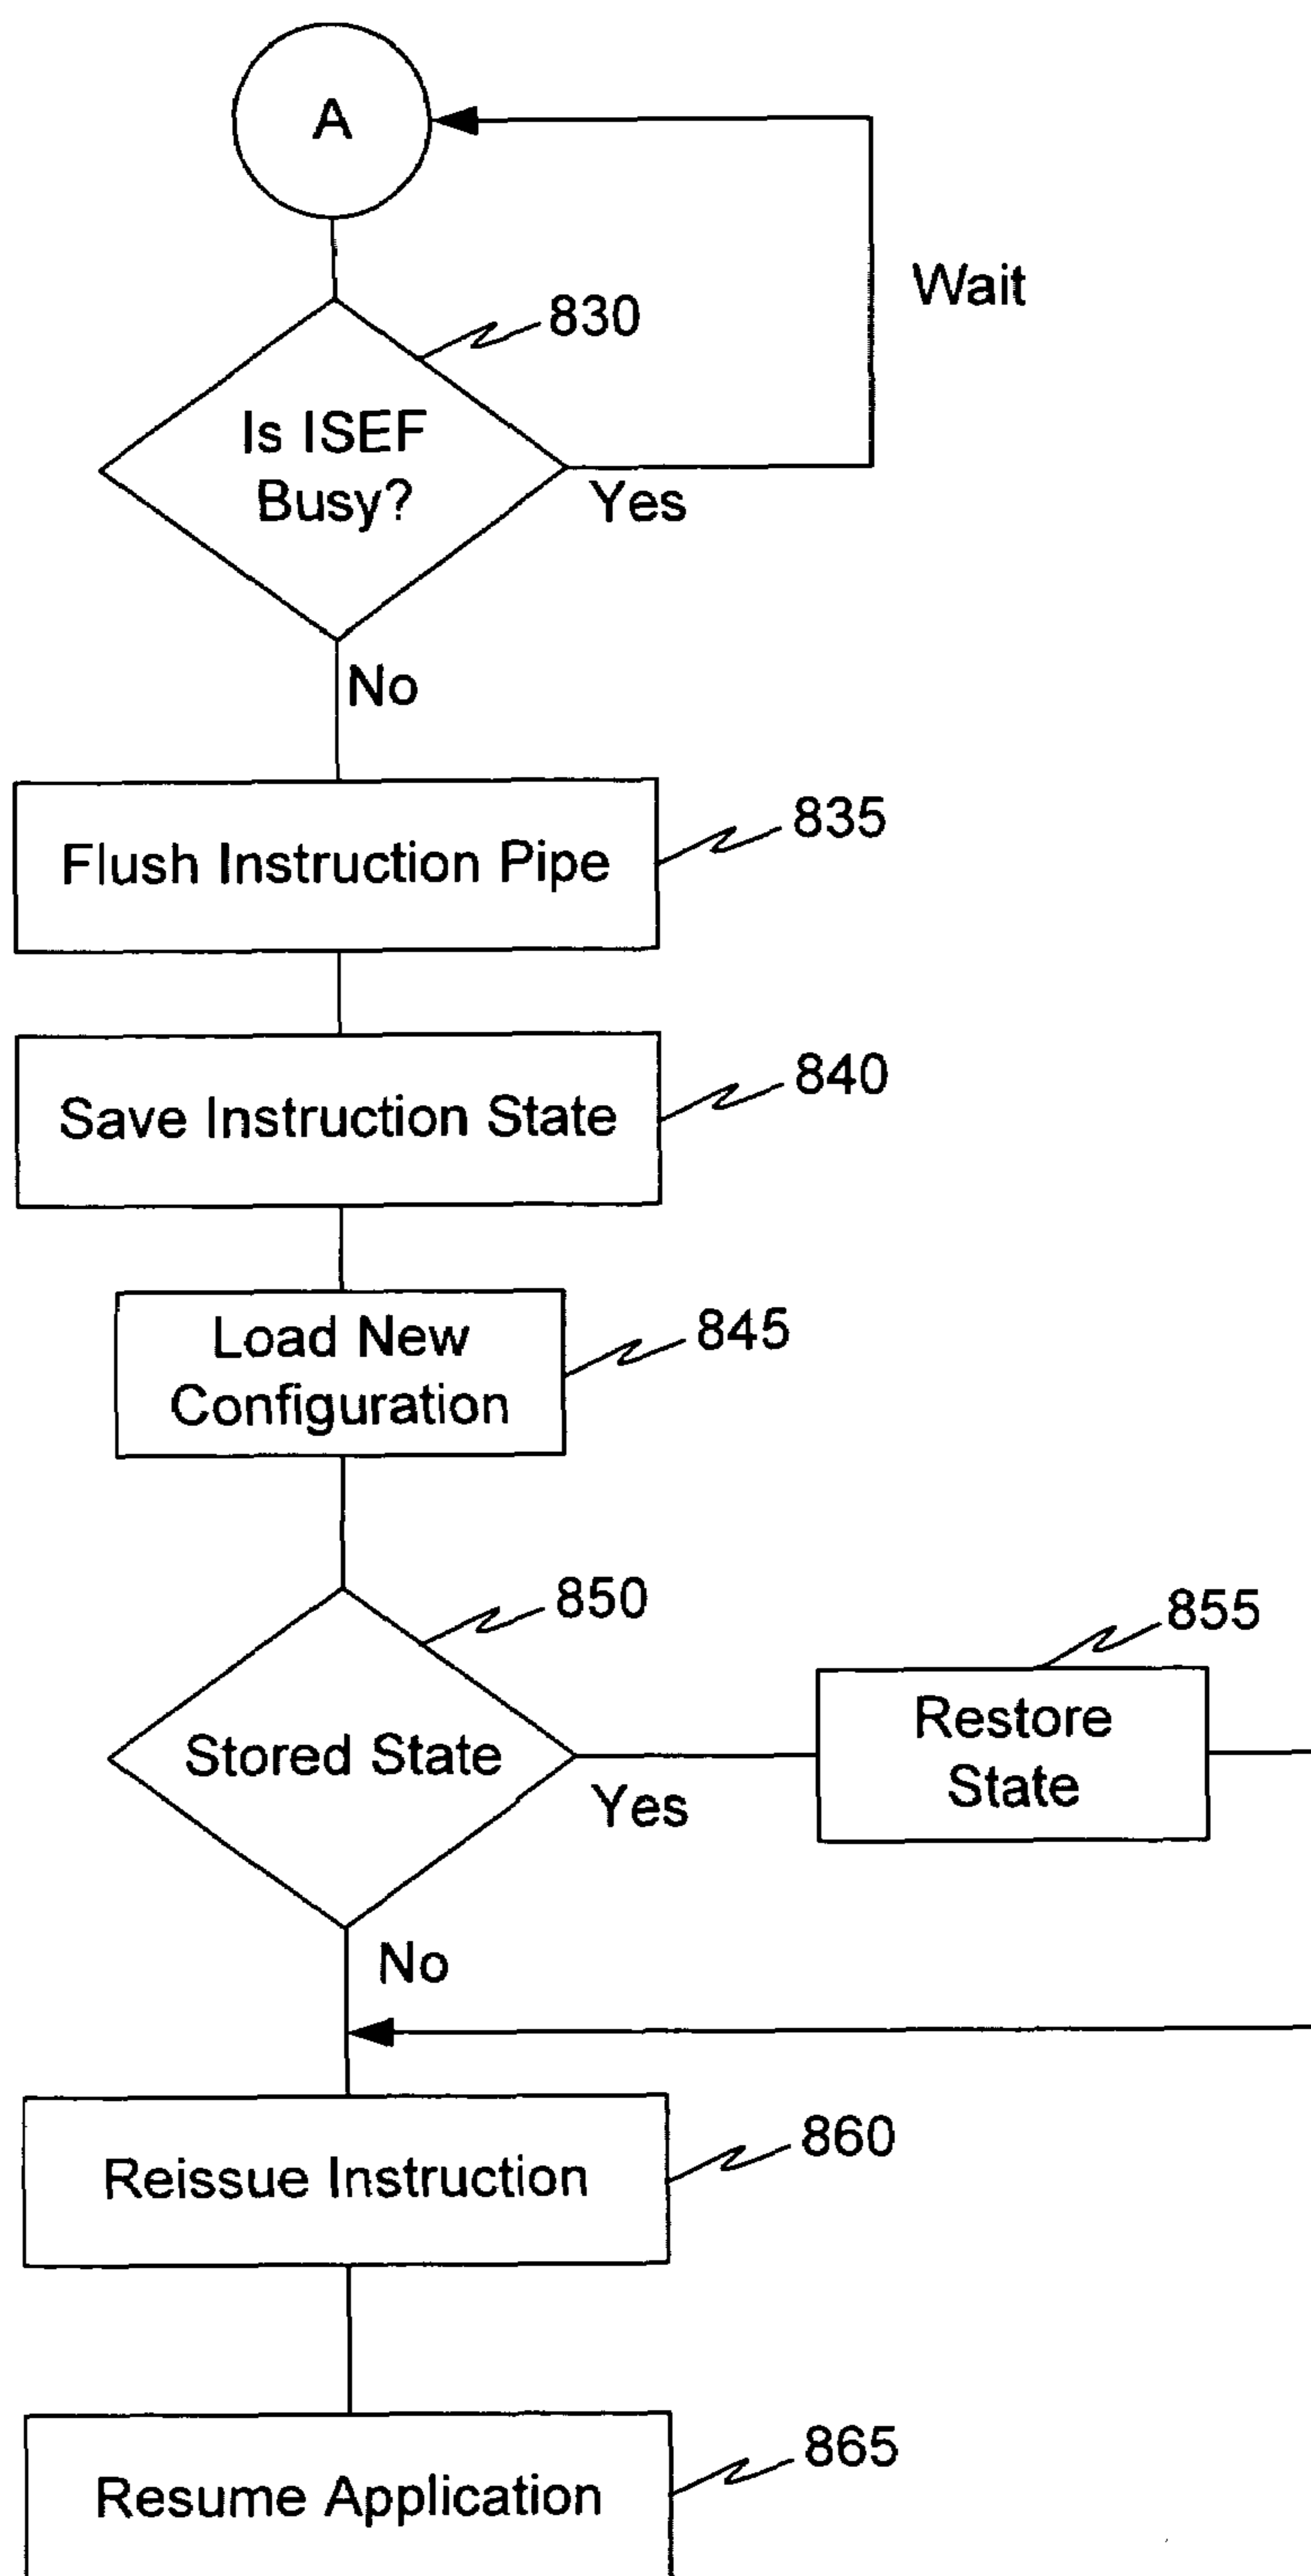 A
Wait
830
Is ISEF
Busy?
Yes
No
835
Flush Instruction Pipe
840
Save Instruction State
845
Load New
Configuration
850
855
Stored State
Restore
State
Yes
No
860
Reissue Instruction
865
Resume Application